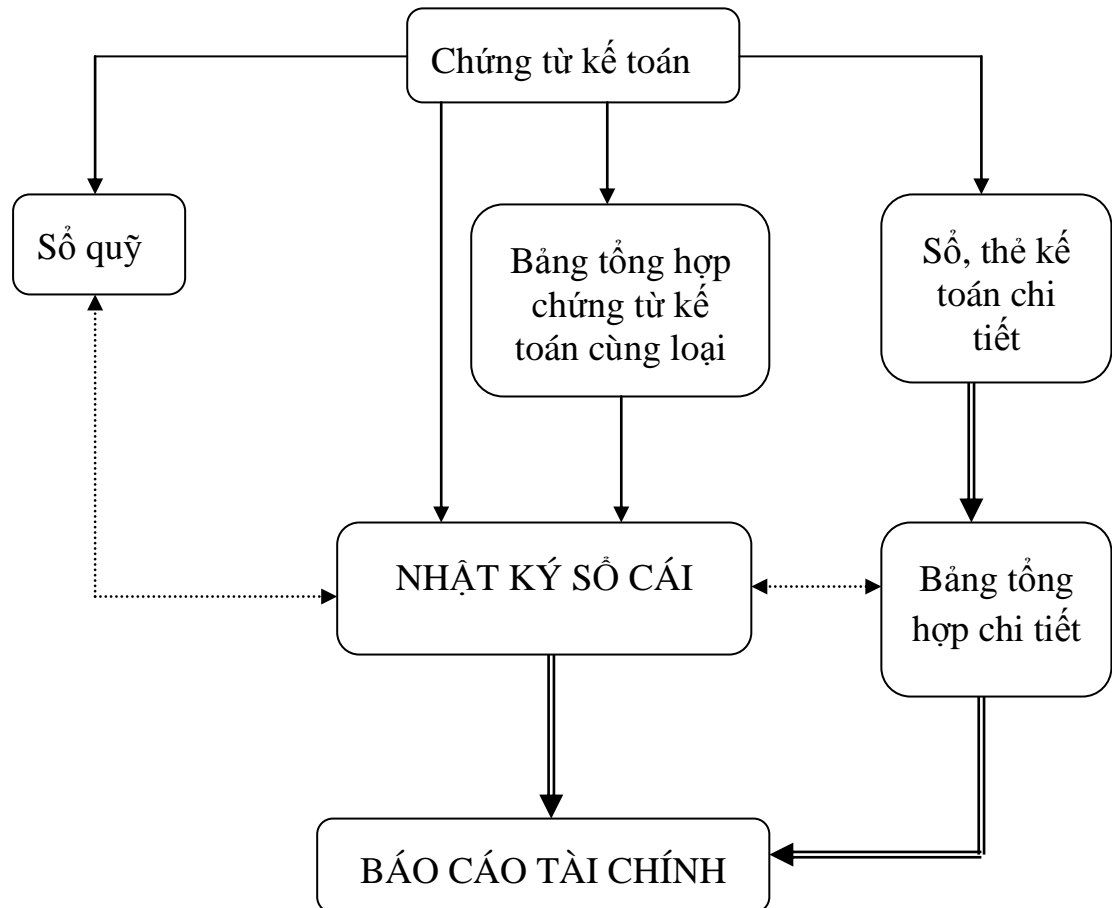 Chứng từ kế toán
Sổ quỹ
Bảng tổng hợp
chứng từ kế
toán cùng loại
Sổ, thẻ kế
toán chi
tiết
NHẬT KÝ SỔ CÁI
Bảng tổng
hợp chi tiết
BÁO CÁO TÀI CHÍNH